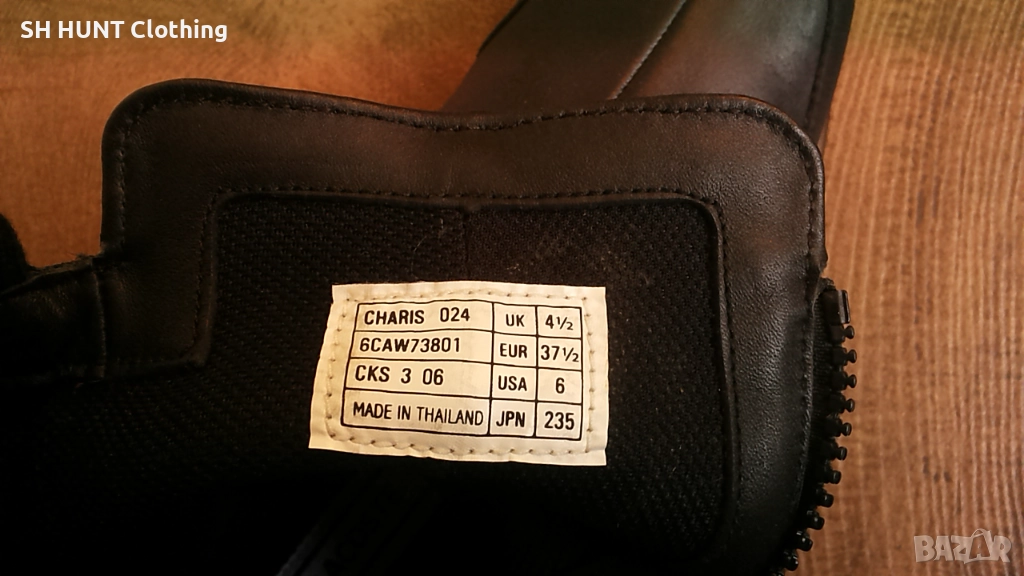 SH HUNT Clothing
CHARIS 024 UK 4½
6CAW73801 EUR 37½
CKS 3 06 USA 6
MADE IN THAILAND JPN 235
BAZAR